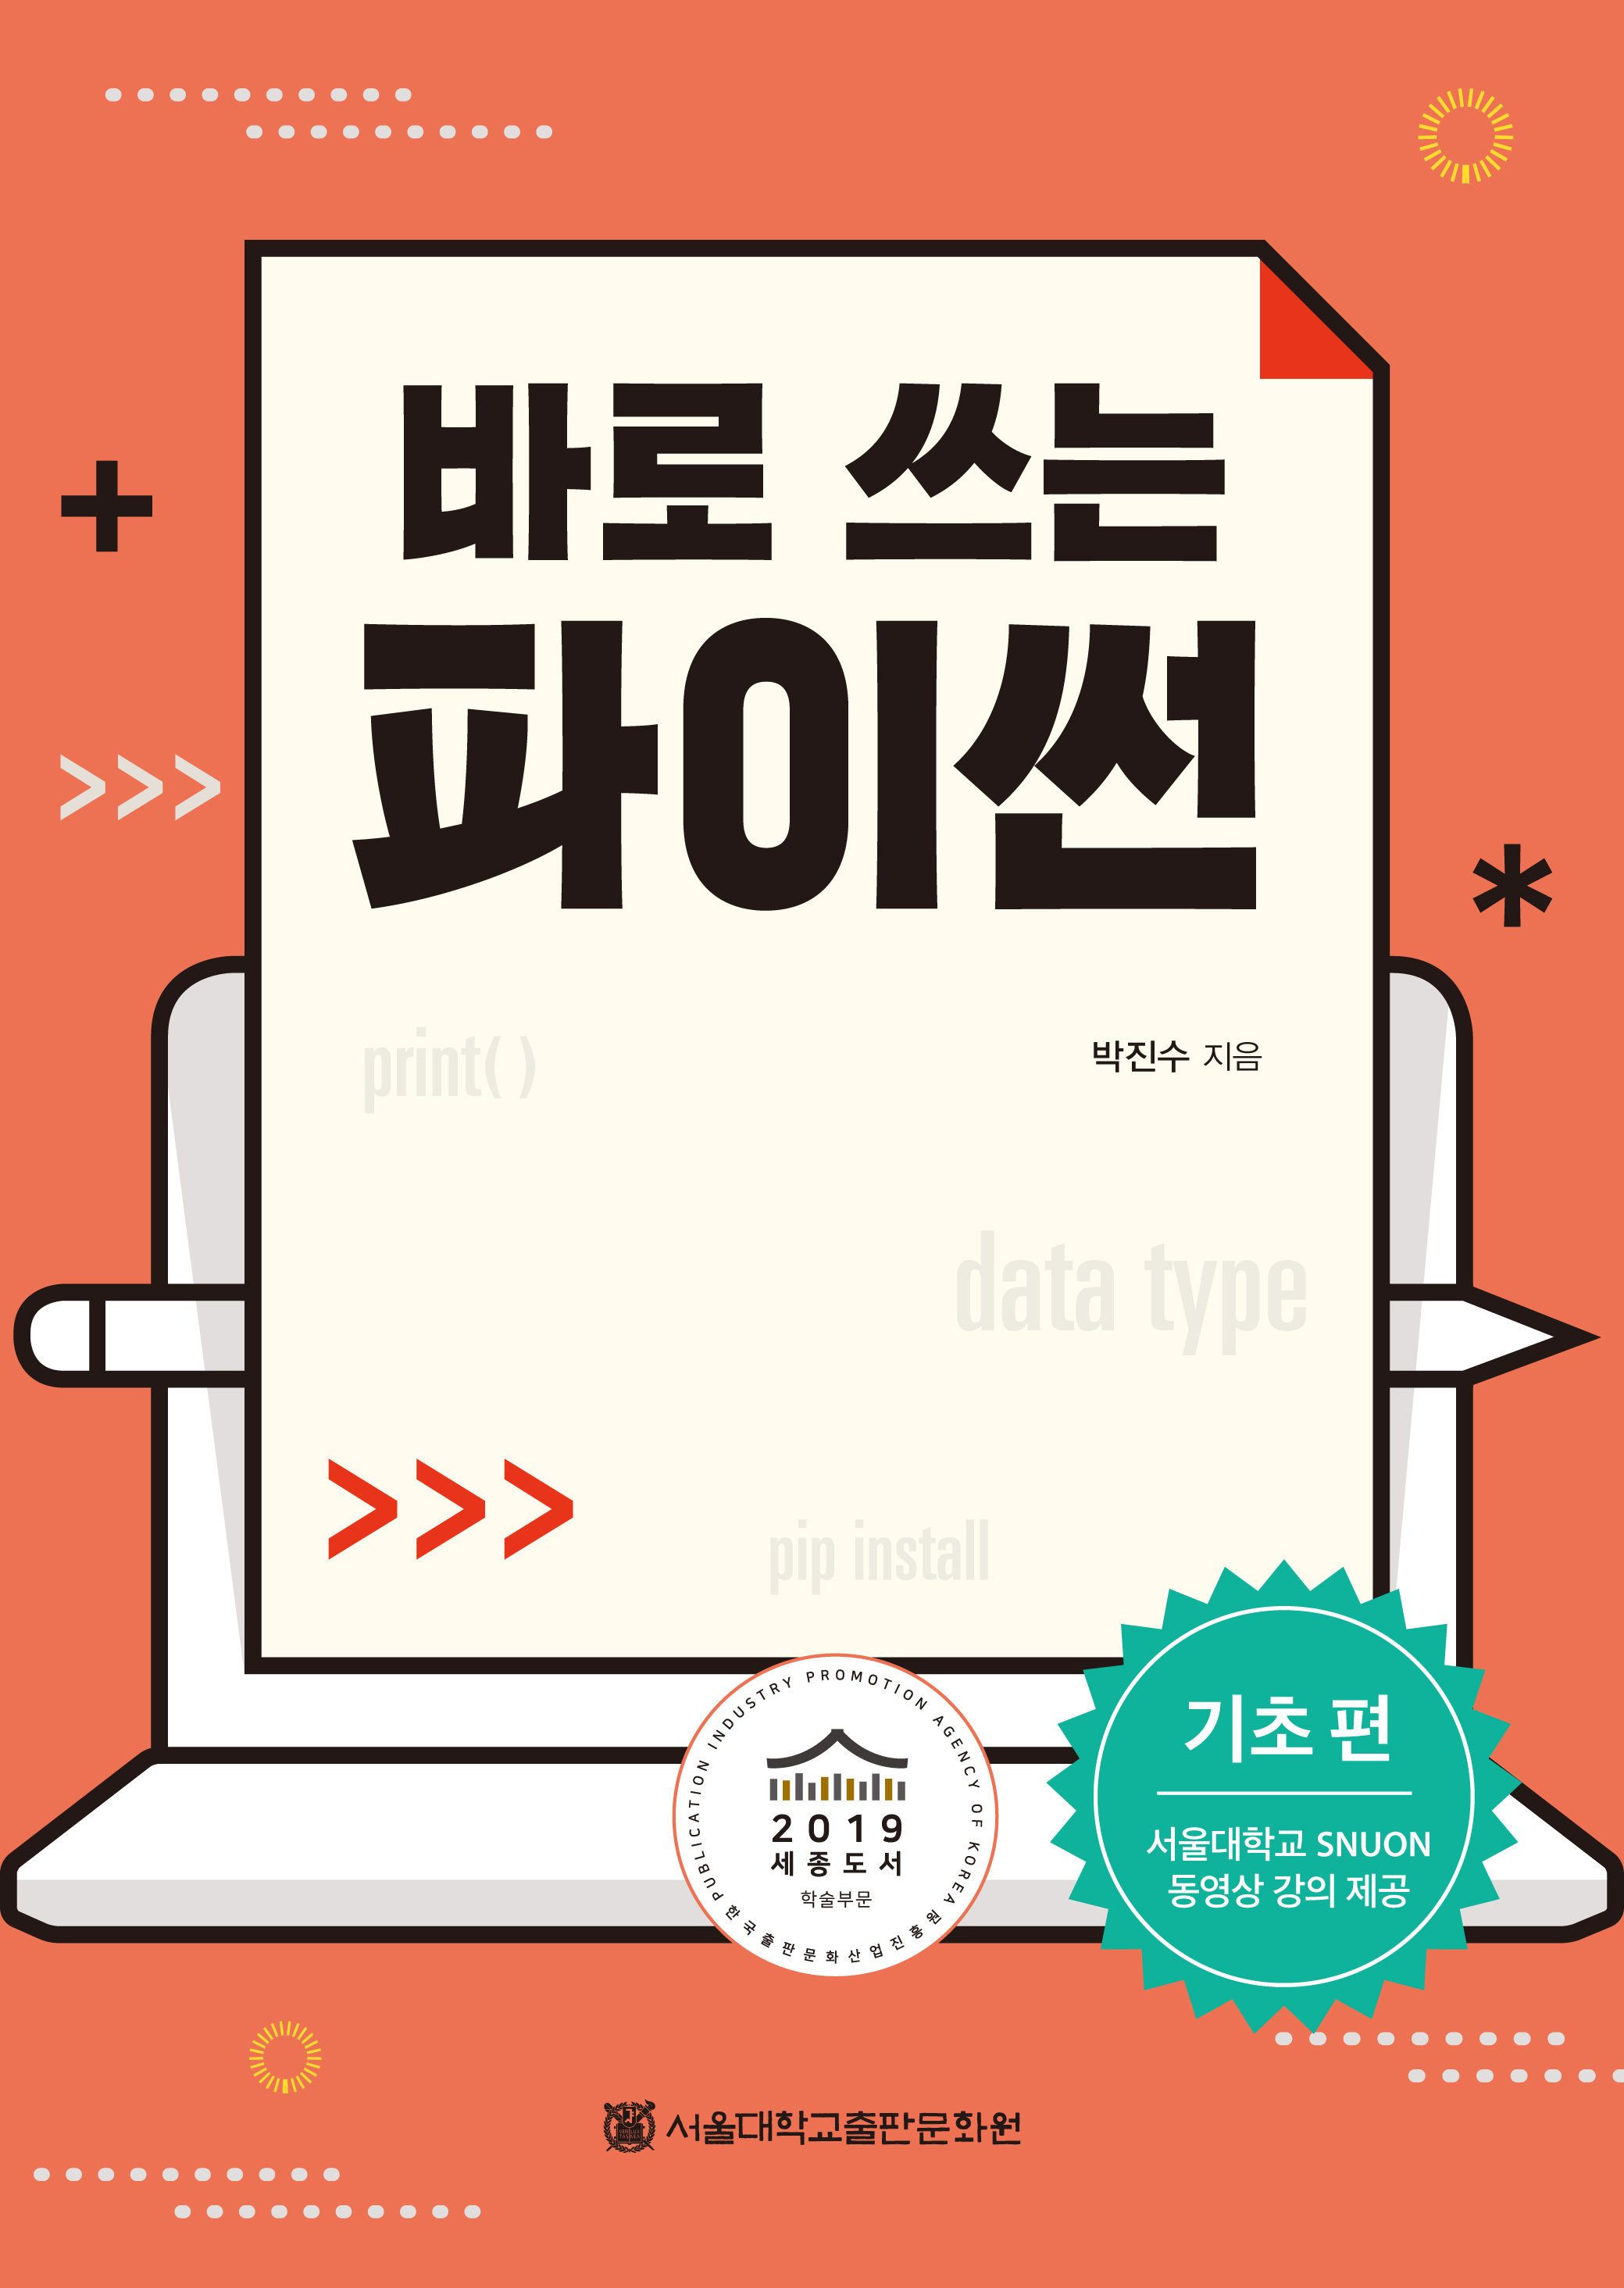 +
바로 쓰는
>>>
파이썬
*
print( )
박진수 지음
data type
>>>
pip install
PUBLICATION INDUSTRY PROMOTION AGENCY OF KOREA
2019
세종도서
학술부문
한국출판문화산업진흥원
기초 편
서울대학교 SNUON
동영상 강의 제공
서울대학교출판문화원